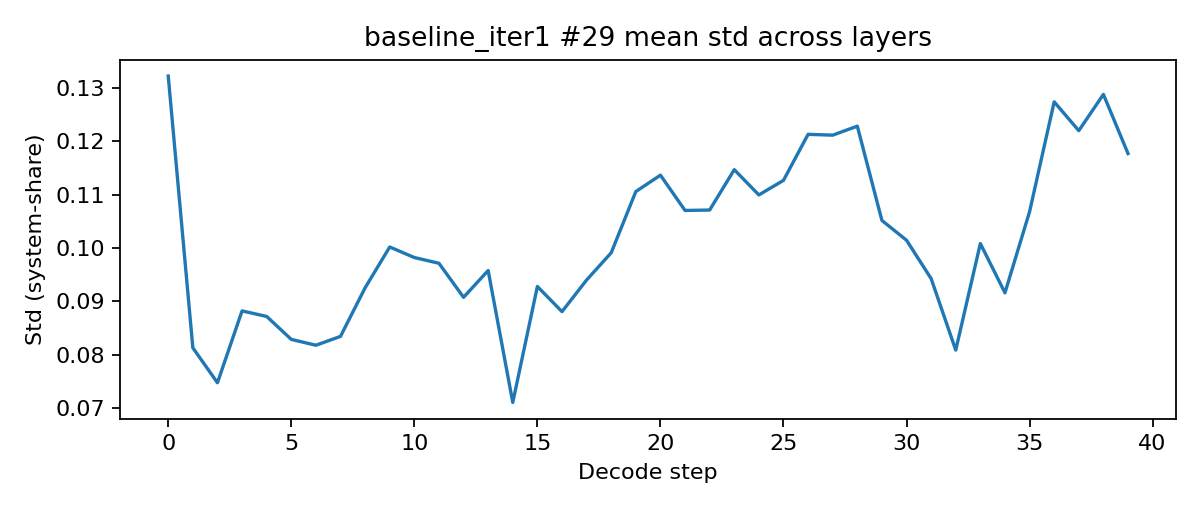 baseline_iter1 #29 mean std across layers
Std (system-share)
0.13
0.12
0.11
0.10
0.09
0.08
0.07
0 5 10 15 20 25 30 35 40
Decode step